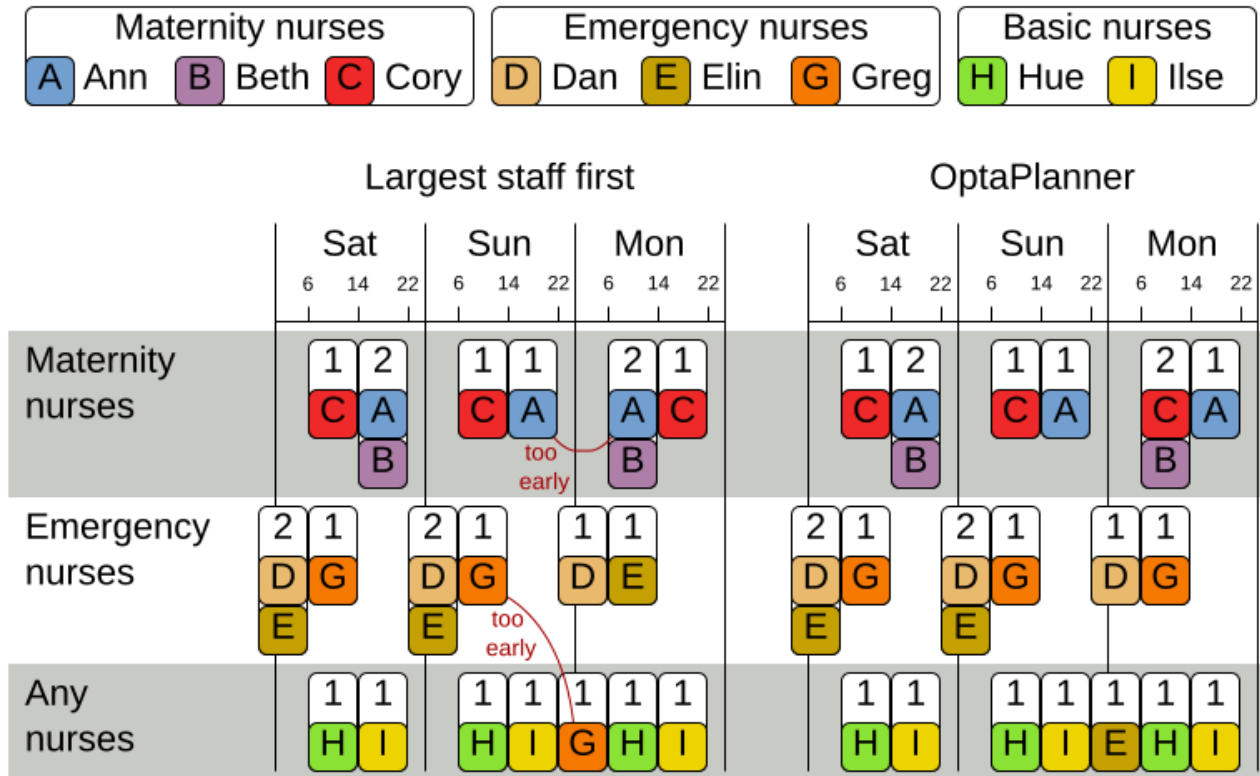 Maternity nurses Emergency nurses Basic nurses
A Ann B Beth C Cory D Dan E Elin G Greg H Hue I Ilse
Largest staff first OptaPlanner
Sat Sun Mon Sat Sun Mon
6 14 22 6 14 22 6 14 22 6 14 22 6 14 22 6 14 22
Maternity 1 2 1 1 2 1 1 2 1 1 2 1
nurses C A C A A C C A C A C A
too
B B B B
early
Emergency 2 1 2 1 1 1 2 1 2 1 1 1
nurses D G D G D E D G D G D G
too
E E E E
early
Any 1 1 1 1 1 1 1 1 1 1 1 1 1 1
nurses H I H I G H I H I H I E H I